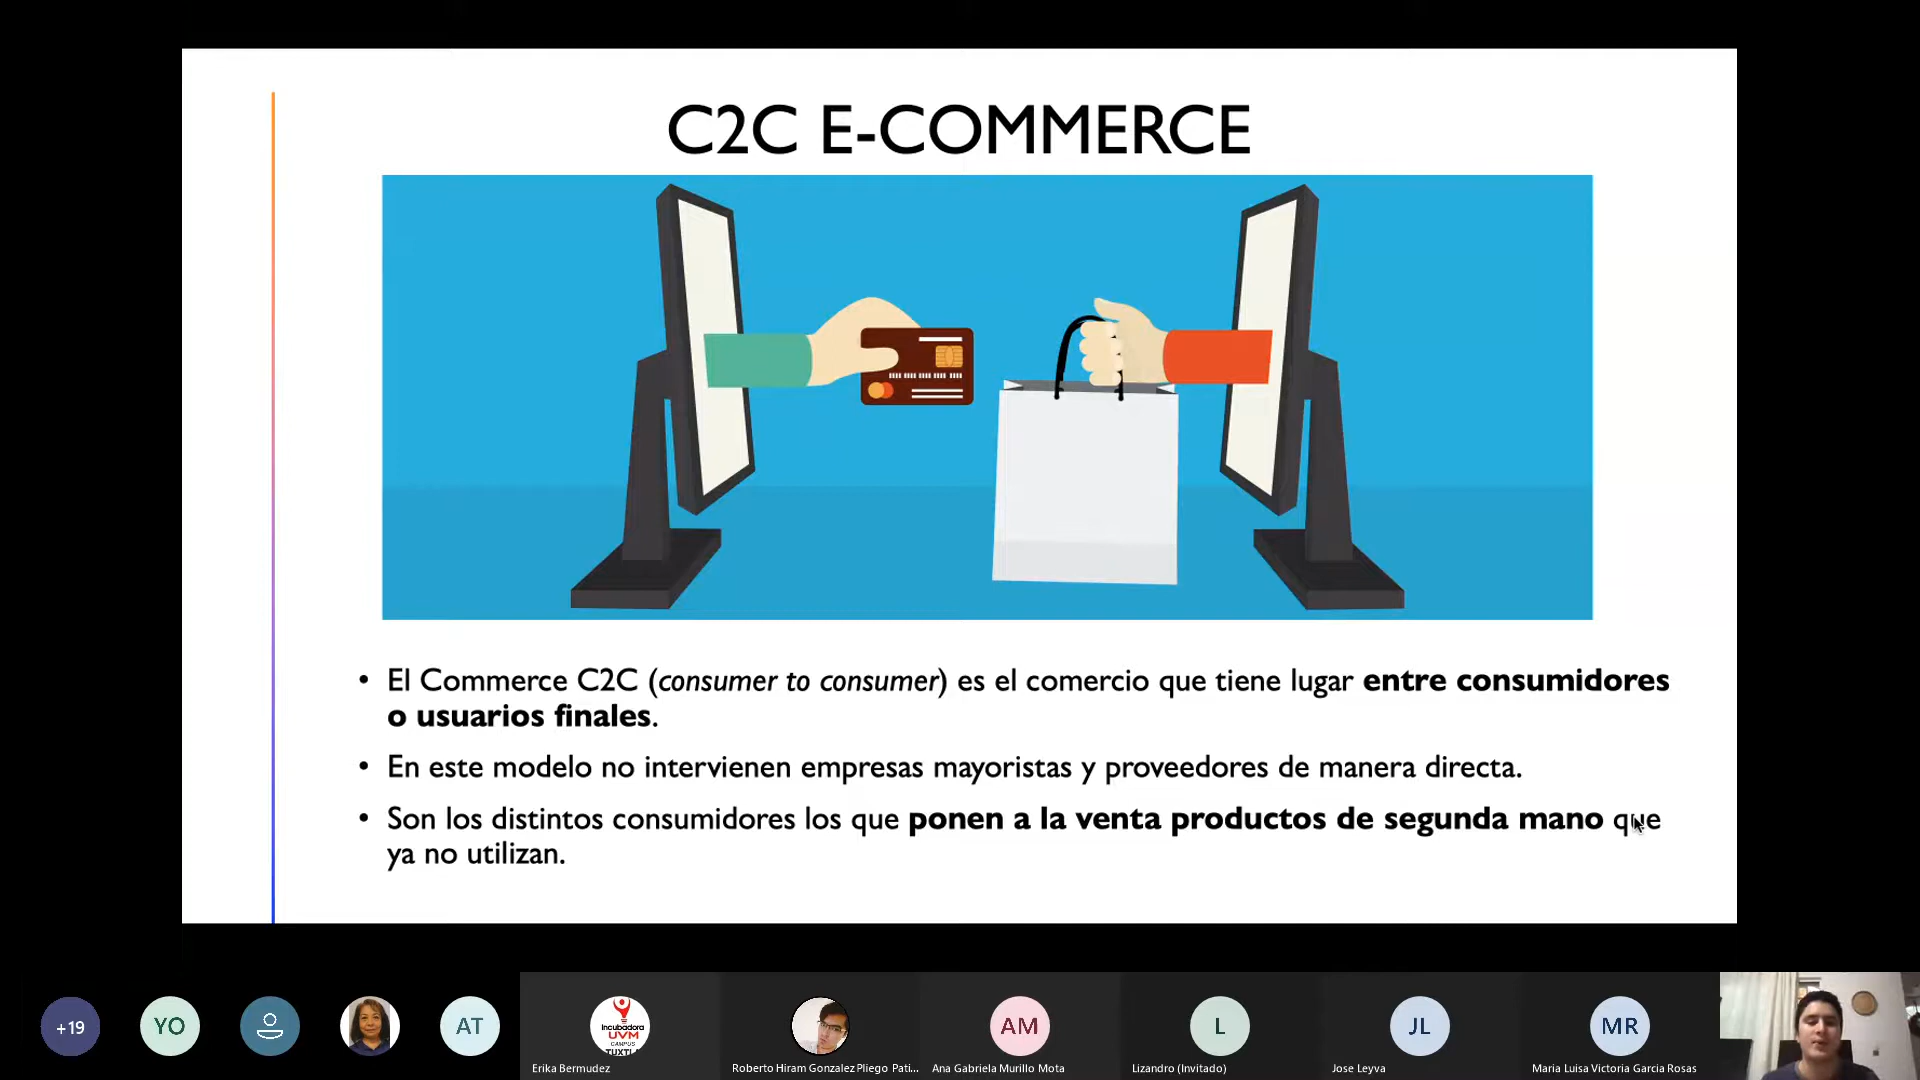 C2C E-COMMERCE
• El Commerce C2C (consumer to consumer) es el comercio que tiene lugar entre consumidores
o usuarios finales.
• En este modelo no intervienen empresas mayoristas y proveedores de manera directa.
• Son los distintos consumidores los que ponen a la venta productos de segunda mano que
ya no utilizan.
+19
YO
AT
Incubadora
UVM
CAMPUS
Erika Bermudez
Roberto Hiram Gonzalez Pliego Pati...
AM
Ana Gabriela Murillo Mota
L
Lizandro (Invitado)
JL
Jose Leyva
MR
Maria Luisa Victoria Garcia Rosas